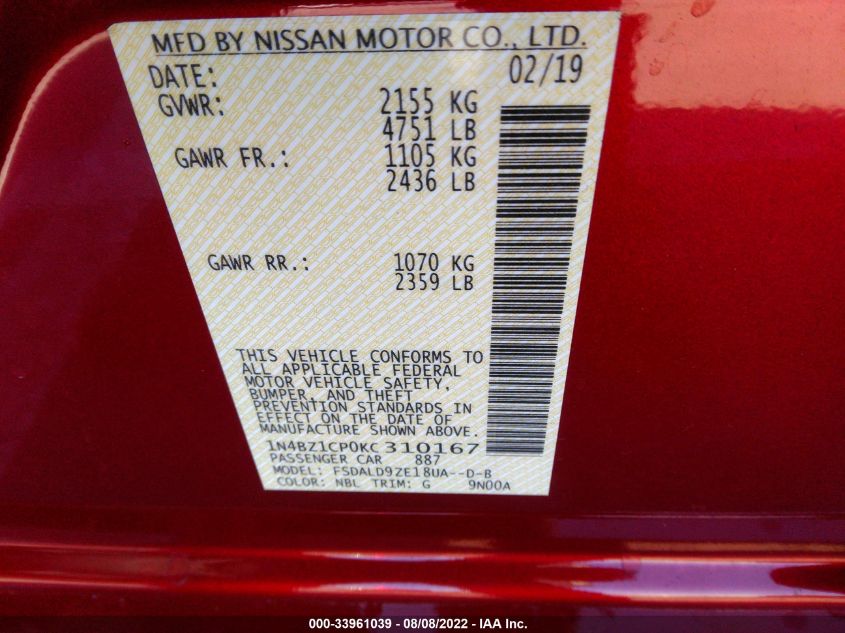 MFD BY NISSAN MOTOR CO., LTD.
DATE: 02/19
GVWR: 2155 KG
4751 LB
GAWR FR.: 1105 KG
2436 LB
GAWR RR.: 1070 KG
2359 LB
THIS VEHICLE CONFORMS TO
ALL APPLICABLE FEDERAL
MOTOR VEHICLE SAFETY,
BUMPER, AND THEFT
PREVENTION STANDARDS IN
EFFECT ON THE DATE OF
MANUFACTURE SHOWN ABOVE.
1N4BZ1CP0KC310167
PASSENGER CAR 887
MODEL: FSDALD9ZE18UA--D-B
COLOR: NBL TRIM: G 9N00A
000-33961039 - 08/08/2022 - IAA Inc.